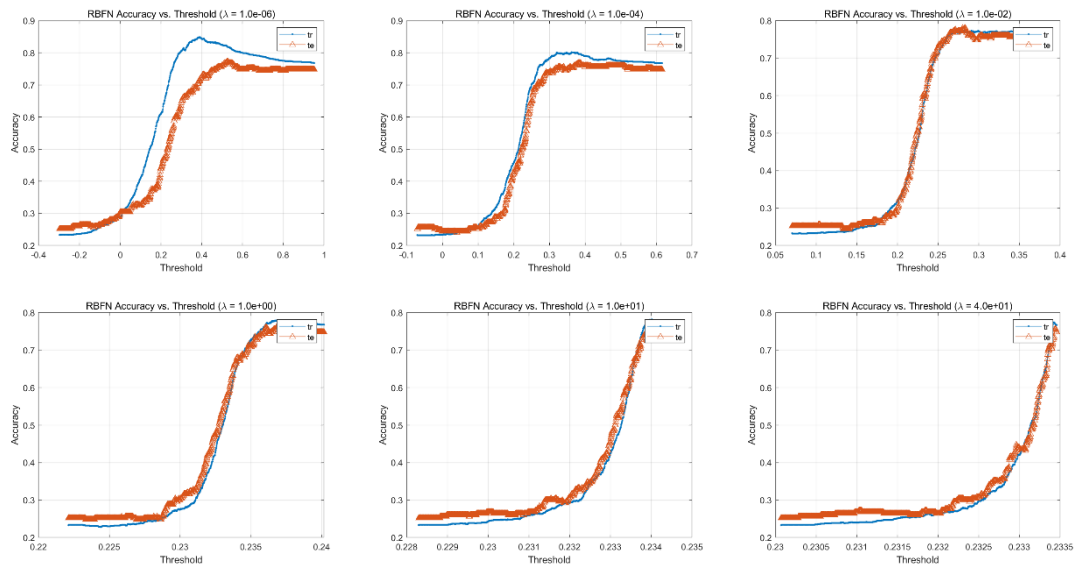 RBFN Accuracy vs. Threshold (λ = 1.0e-06)
0.9
0.8
0.7
0.6
0.5
0.4
0.3
0.2
Accuracy
-0.4 -0.2 0 0.2 0.4 0.6 0.8 1
Threshold
tr
te
RBFN Accuracy vs. Threshold (λ = 1.0e-04)
0.9
0.8
0.7
0.6
0.5
0.4
0.3
0.2
Accuracy
-0.1 0 0.1 0.2 0.3 0.4 0.5 0.6 0.7
Threshold
tr
te
RBFN Accuracy vs. Threshold (λ = 1.0e-02)
0.8
0.7
0.6
0.5
0.4
0.3
0.2
Accuracy
0.05 0.1 0.15 0.2 0.25 0.3 0.35 0.4
Threshold
tr
te
RBFN Accuracy vs. Threshold (λ = 1.0e+00)
0.8
0.7
0.6
0.5
0.4
0.3
0.2
Accuracy
0.22 0.225 0.23 0.235 0.24
Threshold
tr
te
RBFN Accuracy vs. Threshold (λ = 1.0e+01)
0.8
0.7
0.6
0.5
0.4
0.3
0.2
Accuracy
0.228 0.229 0.23 0.231 0.232 0.233 0.234 0.235
Threshold
tr
te
RBFN Accuracy vs. Threshold (λ = 4.0e+01)
0.8
0.7
0.6
0.5
0.4
0.3
0.2
Accuracy
0.23 0.2305 0.231 0.2315 0.232 0.2325 0.233 0.2335
Threshold
tr
te